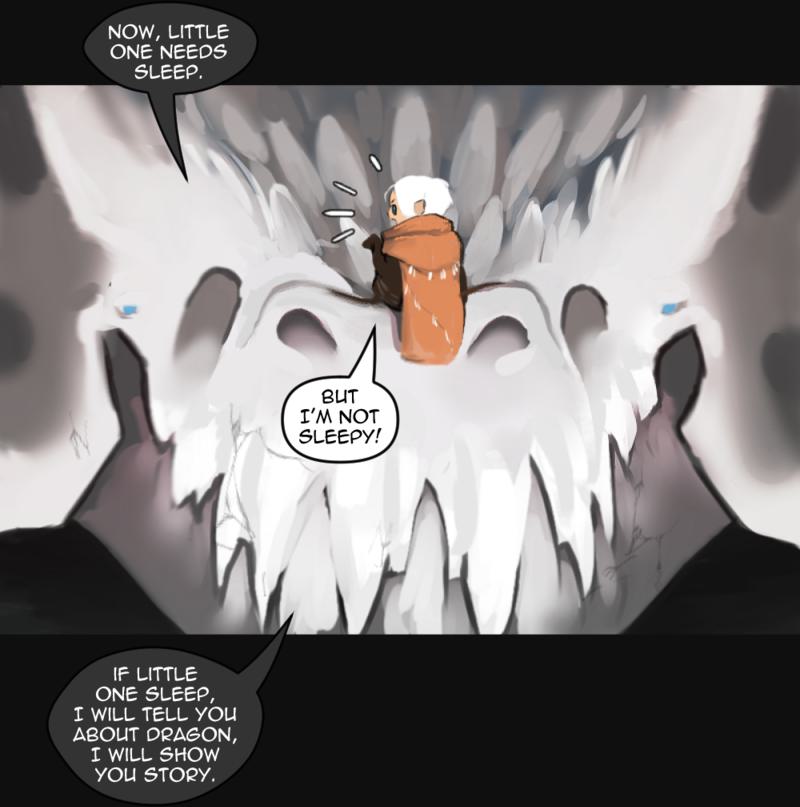 NOW, LITTLE
ONE NEEDS
SLEEP.
BUT
I'M NOT
SLEEPY!
IF LITTLE
ONE SLEEP,
I WILL TELL YOU
ABOUT DRAGON,
I WILL SHOW
YOU STORY.